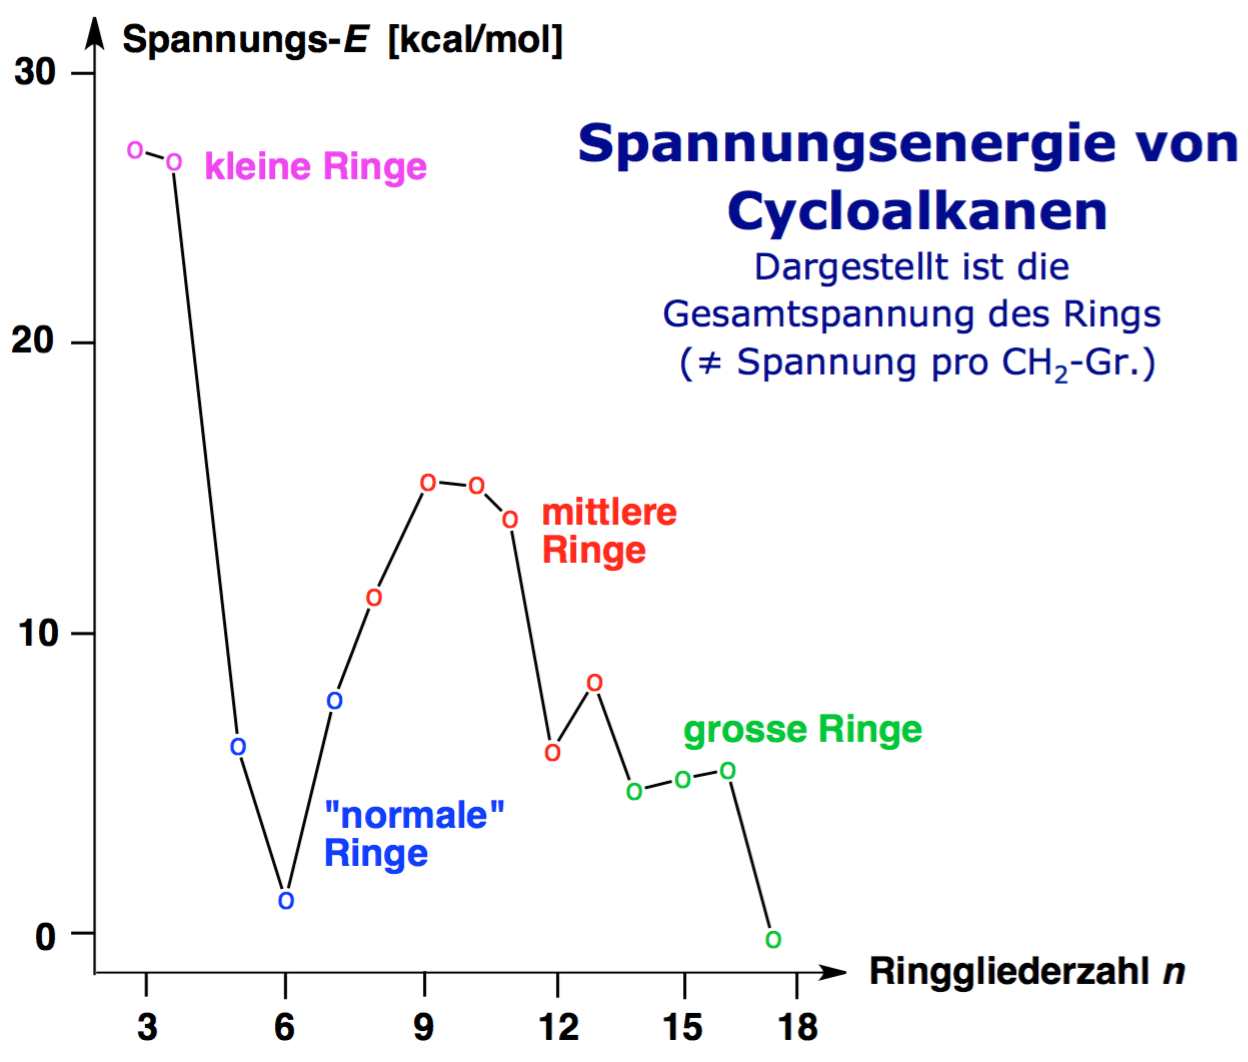 Spannungs-E [kcal/mol]
30
Spannungsenergie von
Cycloalkanen
kleine Ringe
Dargestellt ist die
Gesamtspannung des Rings
(≠ Spannung pro CH₂-Gr.)
20
mittlere
Ringe
10
grosse Ringe
"normale"
Ringe
0
Ringgliederzahl n
3 6 9 12 15 18